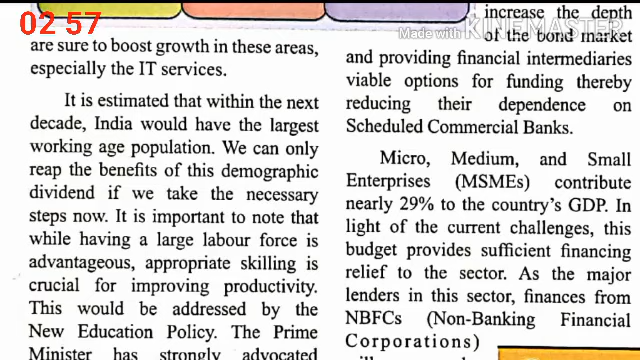 02 57
are sure to boost growth in these areas,
especially the IT services.
It is estimated that within the next
decade, India would have the largest
working age population. We can only
reap the benefits of this demographic
dividend if we take the necessary
steps now. It is important to note that
while having a large labour force is
advantageous, appropriate skilling is
crucial for improving productivity.
This would be addressed by the
New Education Policy. The Prime
Minister has strongly advocated
increase the depth
of the bond market
Made with KINEMASTER
and providing financial intermediaries
viable options for funding thereby
reducing their dependence on
Scheduled Commercial Banks.
Micro, Medium, and Small
Enterprises (MSMEs) contribute
nearly 29% to the country's GDP. In
light of the current challenges, this
budget provides sufficient financing
relief to the sector. As the major
lenders in this sector, finances from
NBFCs (Non-Banking Financial
Corporations)